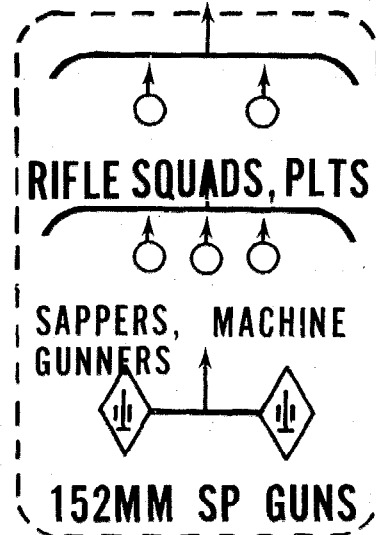 RIFLE SQUADS, PLTS
SAPPERS, MACHINE
GUNNERS
152MM SP GUNS